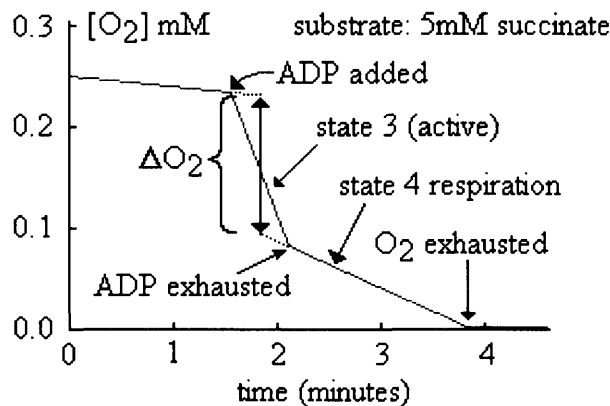 0.3
[O₂] mM
substrate: 5mM succinate
ADP added
0.2
state 3 (active)
ΔO₂
state 4 respiration
0.1
O₂ exhausted
ADP exhausted
0.0
0 1 2 3 4
time (minutes)